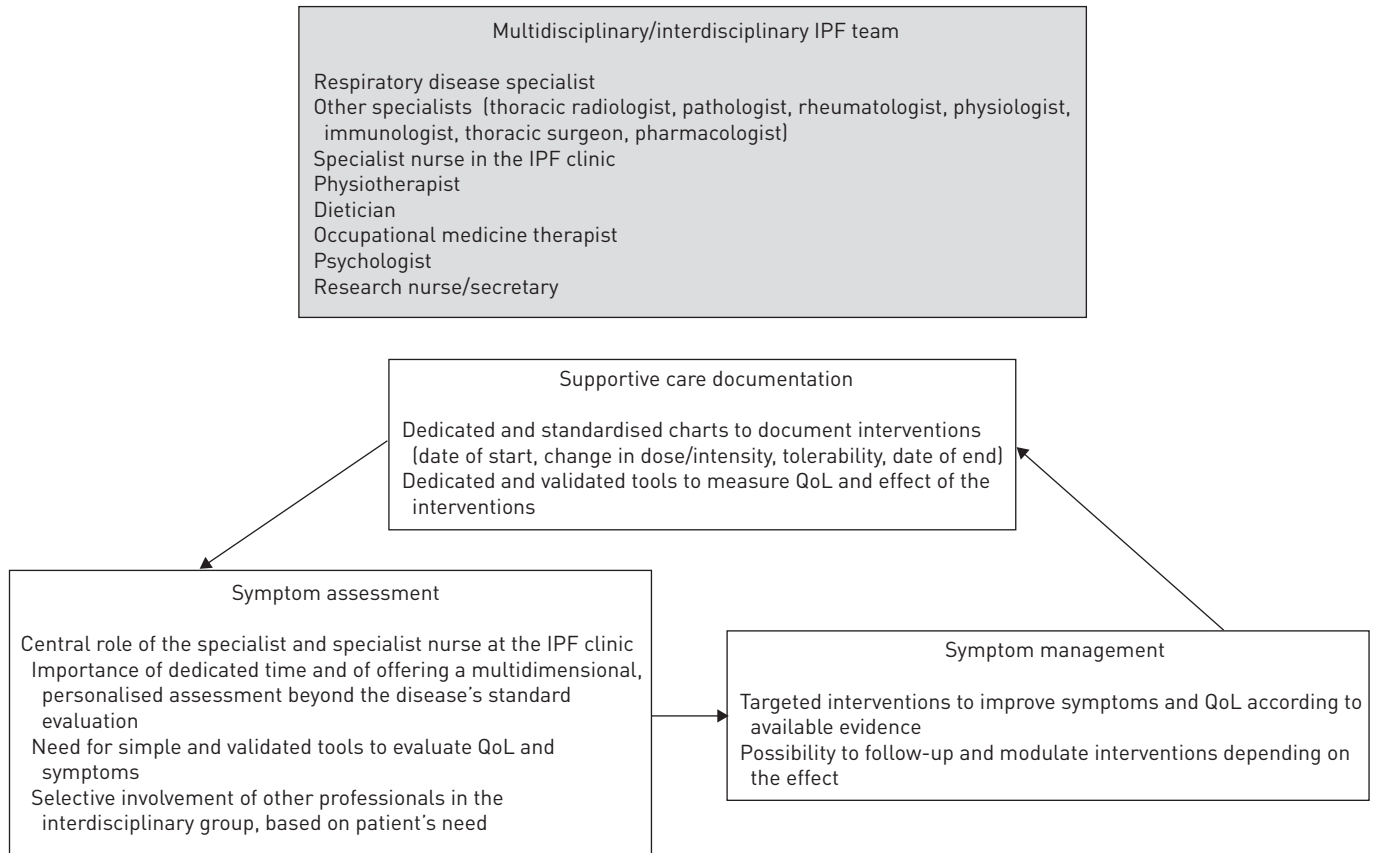 Multidisciplinary/interdisciplinary IPF team
Respiratory disease specialist
Other specialists (thoracic radiologist, pathologist, rheumatologist, physiologist,
immunologist, thoracic surgeon, pharmacologist)
Specialist nurse in the IPF clinic
Physiotherapist
Dietician
Occupational medicine therapist
Psychologist
Research nurse/secretary
Supportive care documentation
Dedicated and standardised charts to document interventions
(date of start, change in dose/intensity, tolerability, date of end)
Dedicated and validated tools to measure QoL and effect of the
interventions
Symptom assessment
Central role of the specialist and specialist nurse at the IPF clinic
Importance of dedicated time and of offering a multidimensional,
personalised assessment beyond the disease's standard
evaluation
Need for simple and validated tools to evaluate QoL and
symptoms
Selective involvement of other professionals in the
interdisciplinary group, based on patient's need
Symptom management
Targeted interventions to improve symptoms and QoL according to
available evidence
Possibility to follow-up and modulate interventions depending on
the effect